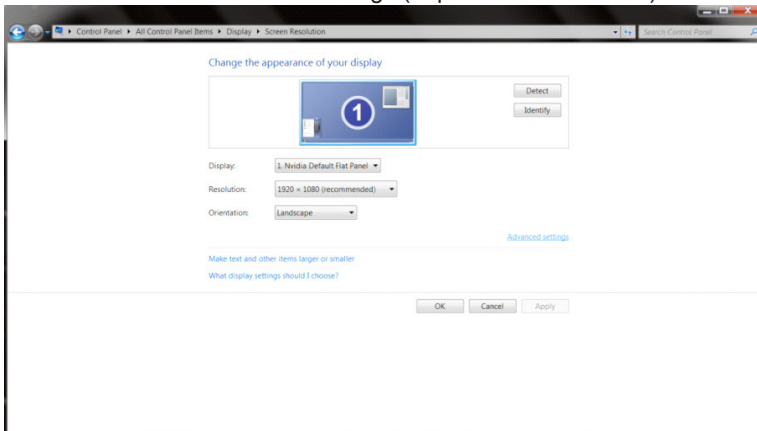 Control Panel ▸ All Control Panel Items ▸ Display ▸ Screen Resolution
Search Control Panel
Change the appearance of your display
1
Detect
Identify
Display: 1. Nvidia Default Flat Panel
Resolution: 1920 × 1080 (recommended)
Orientation: Landscape
Advanced settings
Make text and other items larger or smaller
What display settings should I choose?
OK Cancel Apply